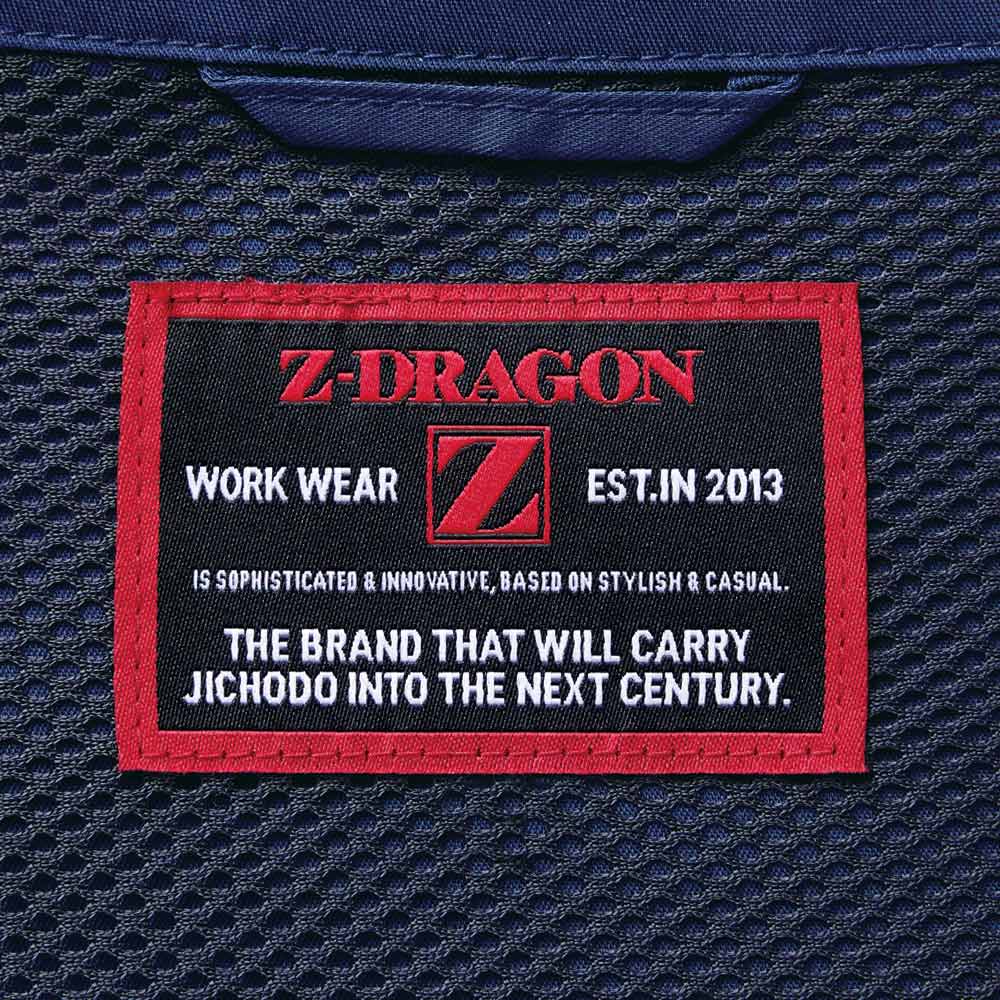 Z-DRAGON
WORK WEAR Z EST.IN 2013
IS SOPHISTICATED & INNOVATIVE, BASED ON STYLISH & CASUAL.
THE BRAND THAT WILL CARRY
JICHODO INTO THE NEXT CENTURY.